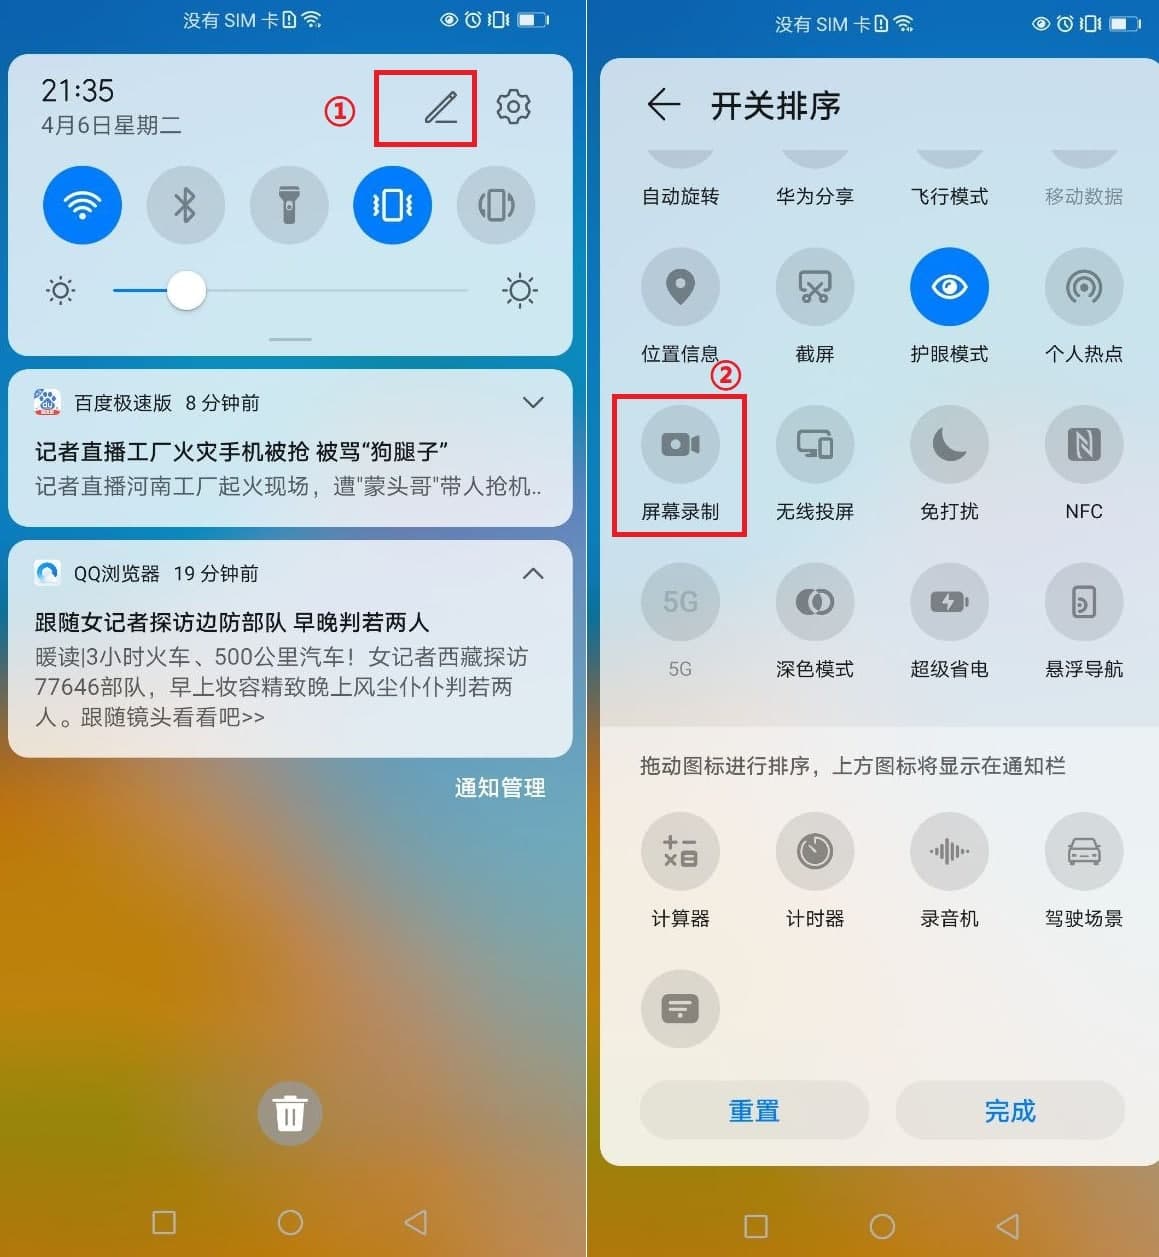 没有 SIM 卡
21:35
4月6日星期二
①
百度极速版 8 分钟前
记者直播工厂火灾手机被抢 被骂“狗腿子”
记者直播河南工厂起火现场，遭"蒙头哥"带人抢机..
QQ浏览器 19 分钟前
跟随女记者探访边防部队 早晚判若两人
暖读|3小时火车、500公里汽车！女记者西藏探访
77646部队，早上妆容精致晚上风尘仆仆判若两
人。跟随镜头看看吧>>
通知管理
没有 SIM 卡
开关排序
自动旋转 华为分享 飞行模式 移动数据
位置信息 截屏 护眼模式 个人热点
②
屏幕录制 无线投屏 免打扰 NFC
5G
5G 深色模式 超级省电 悬浮导航
拖动图标进行排序，上方图标将显示在通知栏
计算器 计时器 录音机 驾驶场景
重置 完成